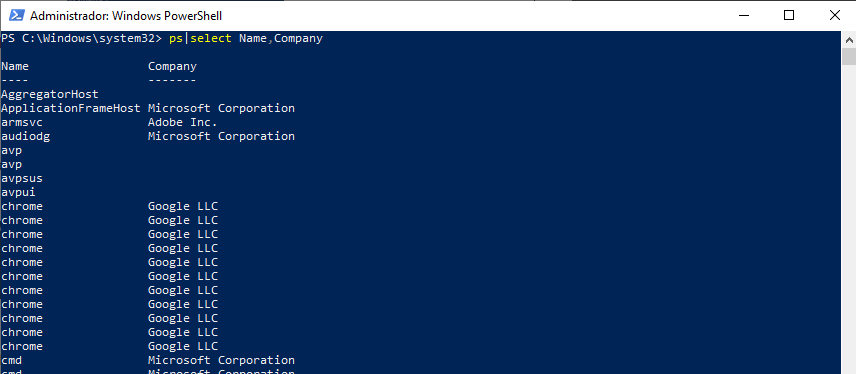 Administrador: Windows PowerShell
PS C:\Windows\system32> ps|select Name,Company
Name Company
---- -------
AggregatorHost
ApplicationFrameHost Microsoft Corporation
armsvc Adobe Inc.
audiodg Microsoft Corporation
avp
avp
avpsus
avpui
chrome Google LLC
chrome Google LLC
chrome Google LLC
chrome Google LLC
chrome Google LLC
chrome Google LLC
chrome Google LLC
chrome Google LLC
chrome Google LLC
chrome Google LLC
chrome Google LLC
cmd Microsoft Corporation
cmd Microsoft Corporation